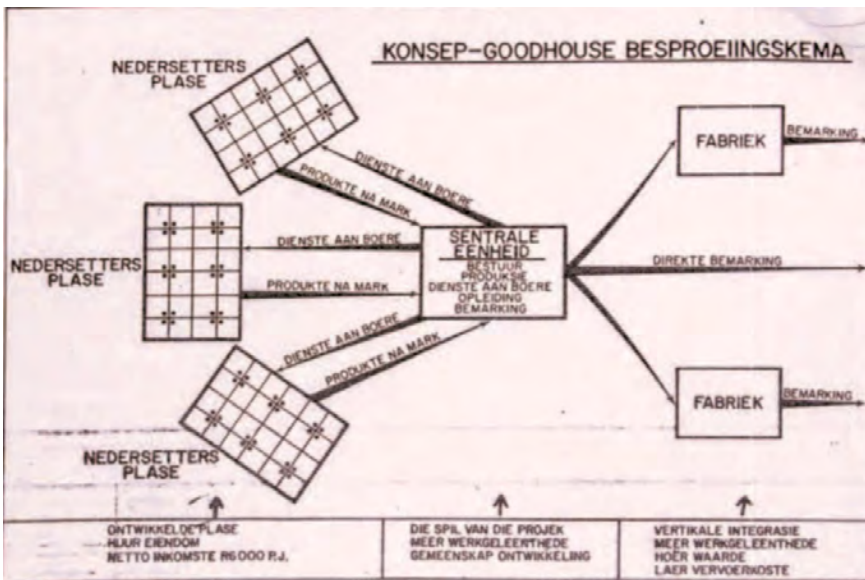 KONSEP-GOODHOUSE BESPROEIINGSKEMA
NEDERSETTERS
PLASE
DIENSTE AAN BOERE
PRODUKTE NA MARK
NEDERSETTERS
PLASE
DIENSTE AAN BOERE
PRODUKTE NA MARK
NEDERSETTERS
PLASE
DIENSTE AAN BOERE
PRODUKTE NA MARK
SENTRALE
EENHEID
BESTUUR
PRODUKSIE
DIENSTE AAN BOERE
OPLEIDING
BEMARKING
FABRIEK
BEMARKING
DIREKTE BEMARKING
FABRIEK
BEMARKING
ONTWIKKELDE PLASE
HUUR EIENDOM
NETTO INKOMSTE R6000 P.J.
DIE SPIL VAN DIE PROJEK
MEER WERKGELEENTHEDE
GEMEENSKAP ONTWIKKELING
VERTIKALE INTEGRASIE
MEER WERKGELEENTHEDE
HOËR WAARDE
LAER VERVOERKOSTE